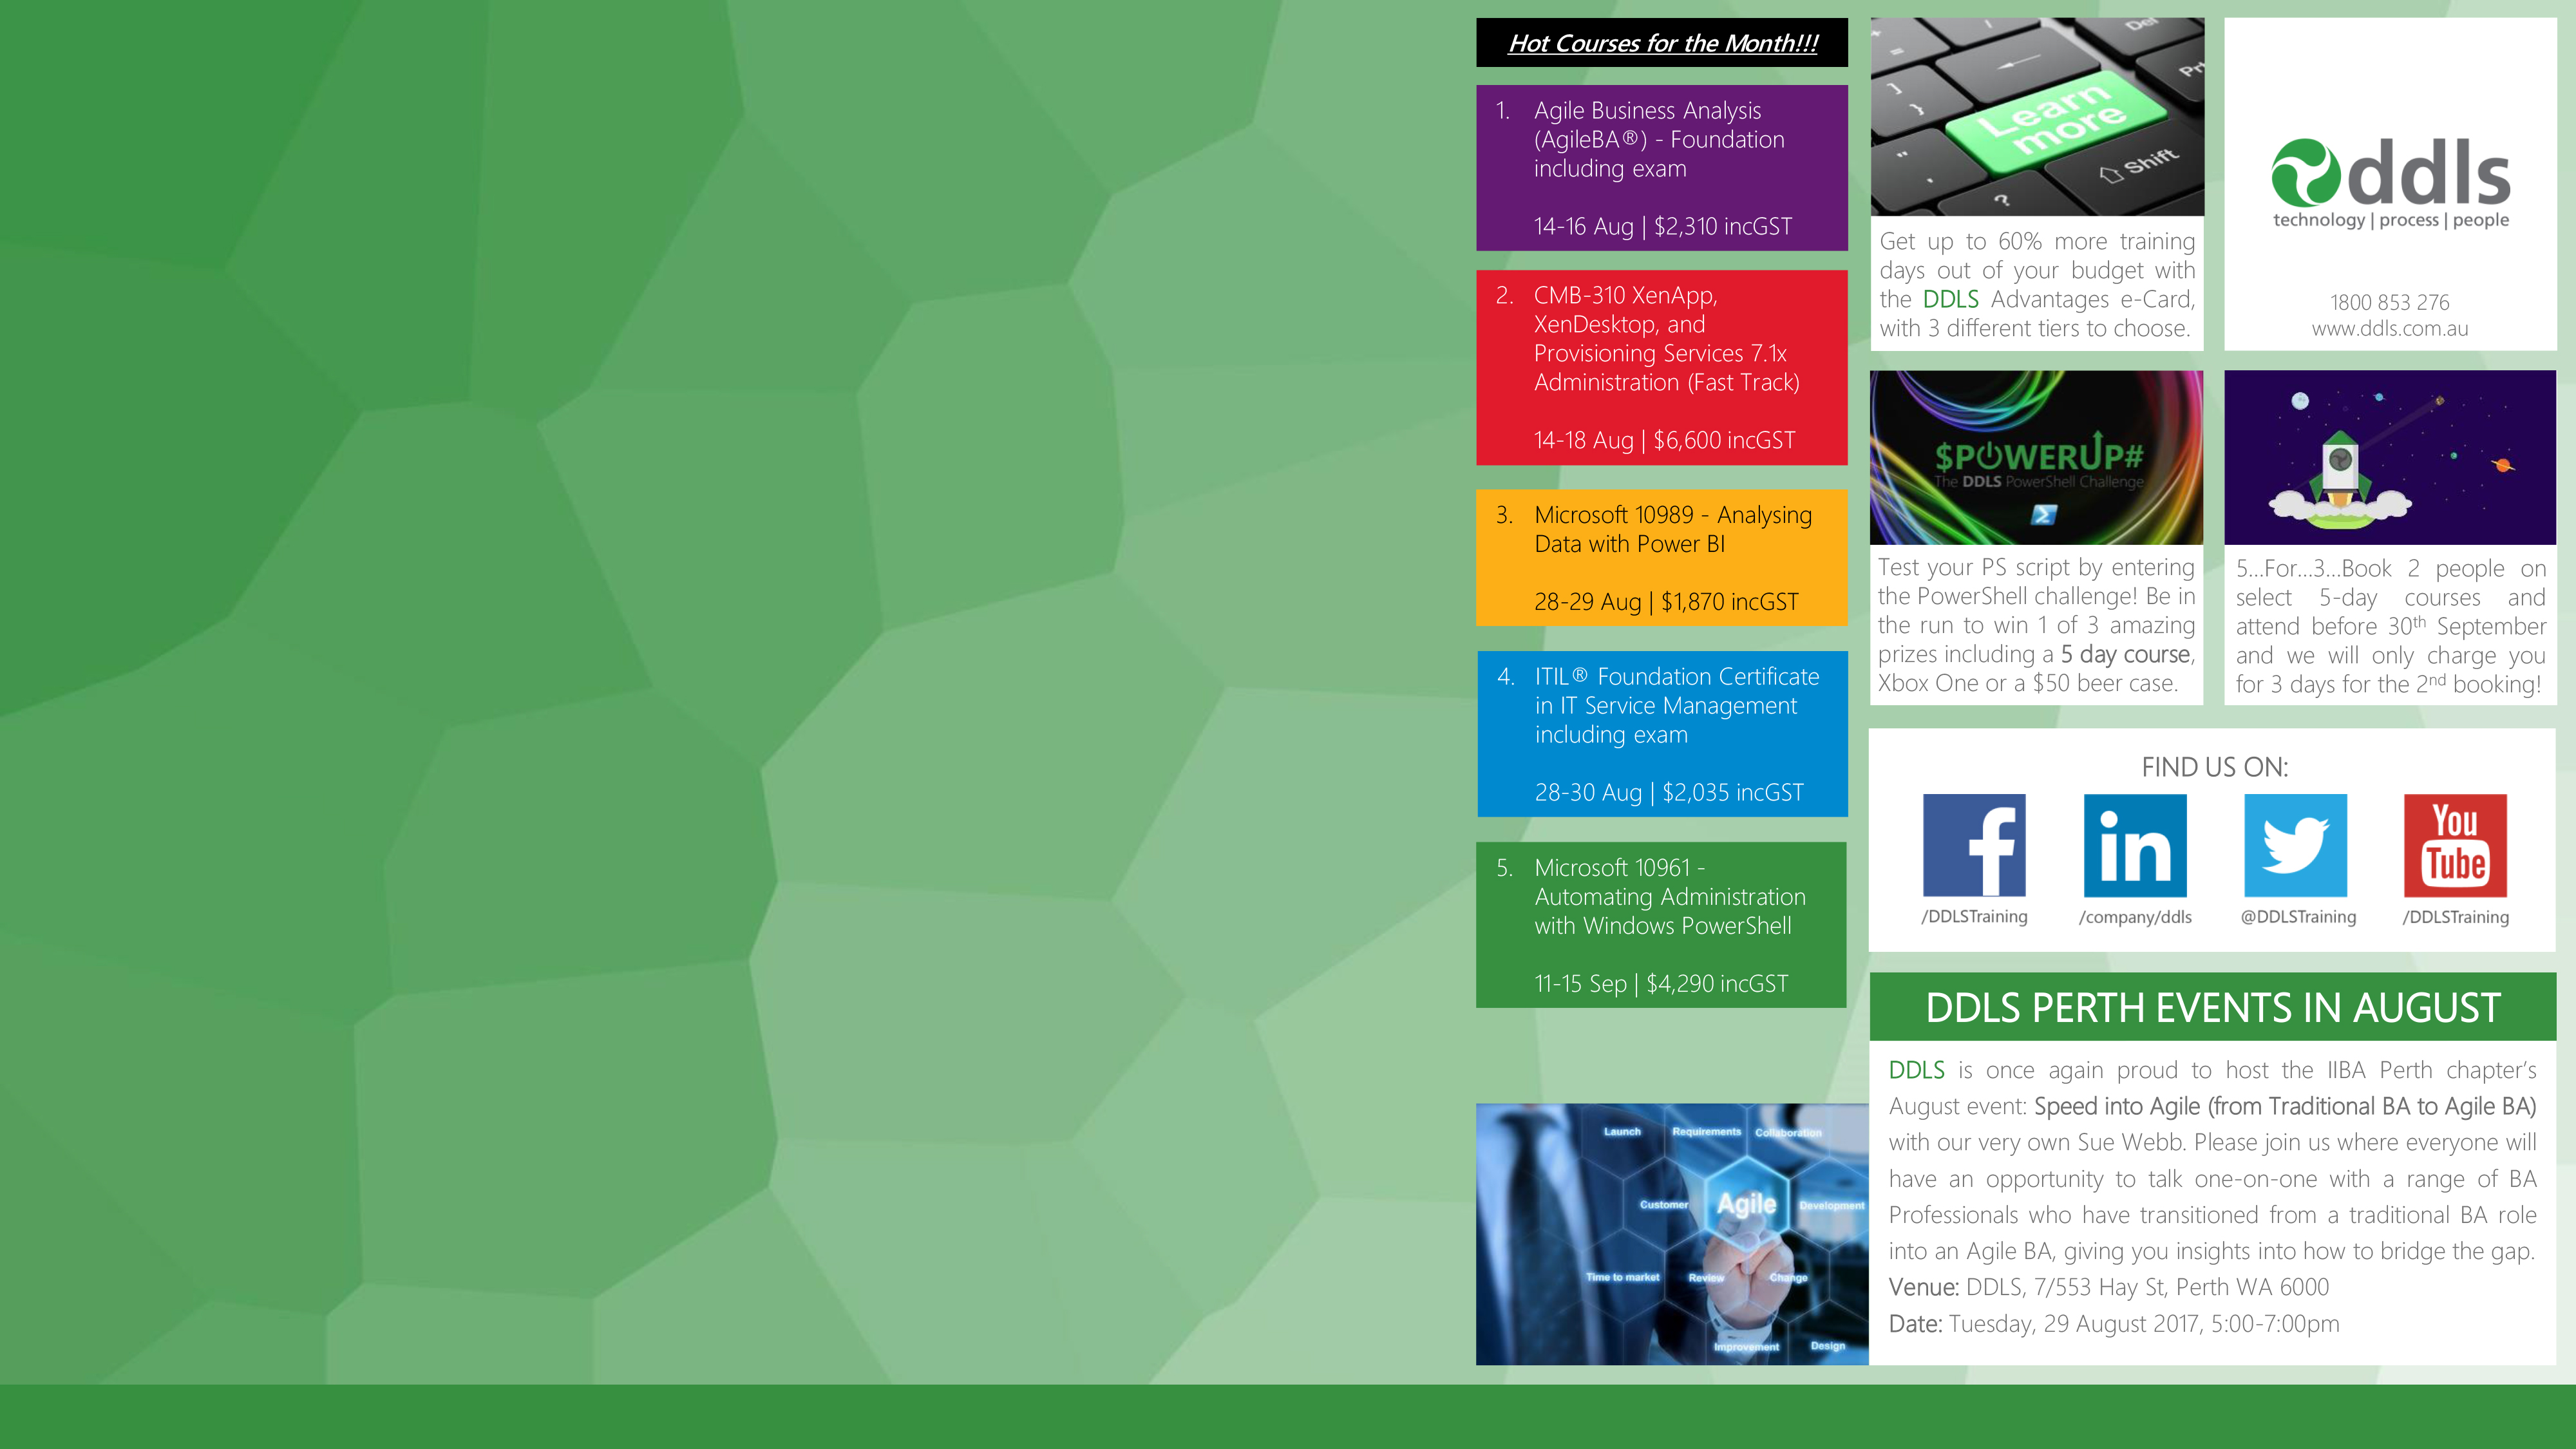 Hot Courses for the Month!!!
1. Agile Business Analysis
(AgileBA®) - Foundation
including exam
14-16 Aug | $2,310 incGST
2. CMB-310 XenApp,
XenDesktop, and
Provisioning Services 7.1x
Administration (Fast Track)
14-18 Aug | $6,600 incGST
3. Microsoft 10989 - Analysing
Data with Power BI
28-29 Aug | $1,870 incGST
4. ITIL® Foundation Certificate
in IT Service Management
including exam
28-30 Aug | $2,035 incGST
5. Microsoft 10961 -
Automating Administration
with Windows PowerShell
11-15 Sep | $4,290 incGST
Launch Requirements Collaboration
Customer Agile Development
Time to market Review Change
Improvement Design
Del
Learn
more
Shift
Get up to 60% more training
days out of your budget with
the DDLS Advantages e-Card,
with 3 different tiers to choose.
ddls
technology | process | people
1800 853 276
www.ddls.com.au
$POWERUP#
The DDLS PowerShell Challenge
Test your PS script by entering
the PowerShell challenge! Be in
the run to win 1 of 3 amazing
prizes including a 5 day course,
Xbox One or a $50 beer case.
5...For...3...Book 2 people on
select 5-day courses and
attend before 30th September
and we will only charge you
for 3 days for the 2nd booking!
FIND US ON:
f in You Tube
/DDLSTraining /company/ddls @DDLSTraining /DDLSTraining
DDLS PERTH EVENTS IN AUGUST
DDLS is once again proud to host the IIBA Perth chapter's
August event: Speed into Agile (from Traditional BA to Agile BA)
with our very own Sue Webb. Please join us where everyone will
have an opportunity to talk one-on-one with a range of BA
Professionals who have transitioned from a traditional BA role
into an Agile BA, giving you insights into how to bridge the gap.
Venue: DDLS, 7/553 Hay St, Perth WA 6000
Date: Tuesday, 29 August 2017, 5:00-7:00pm